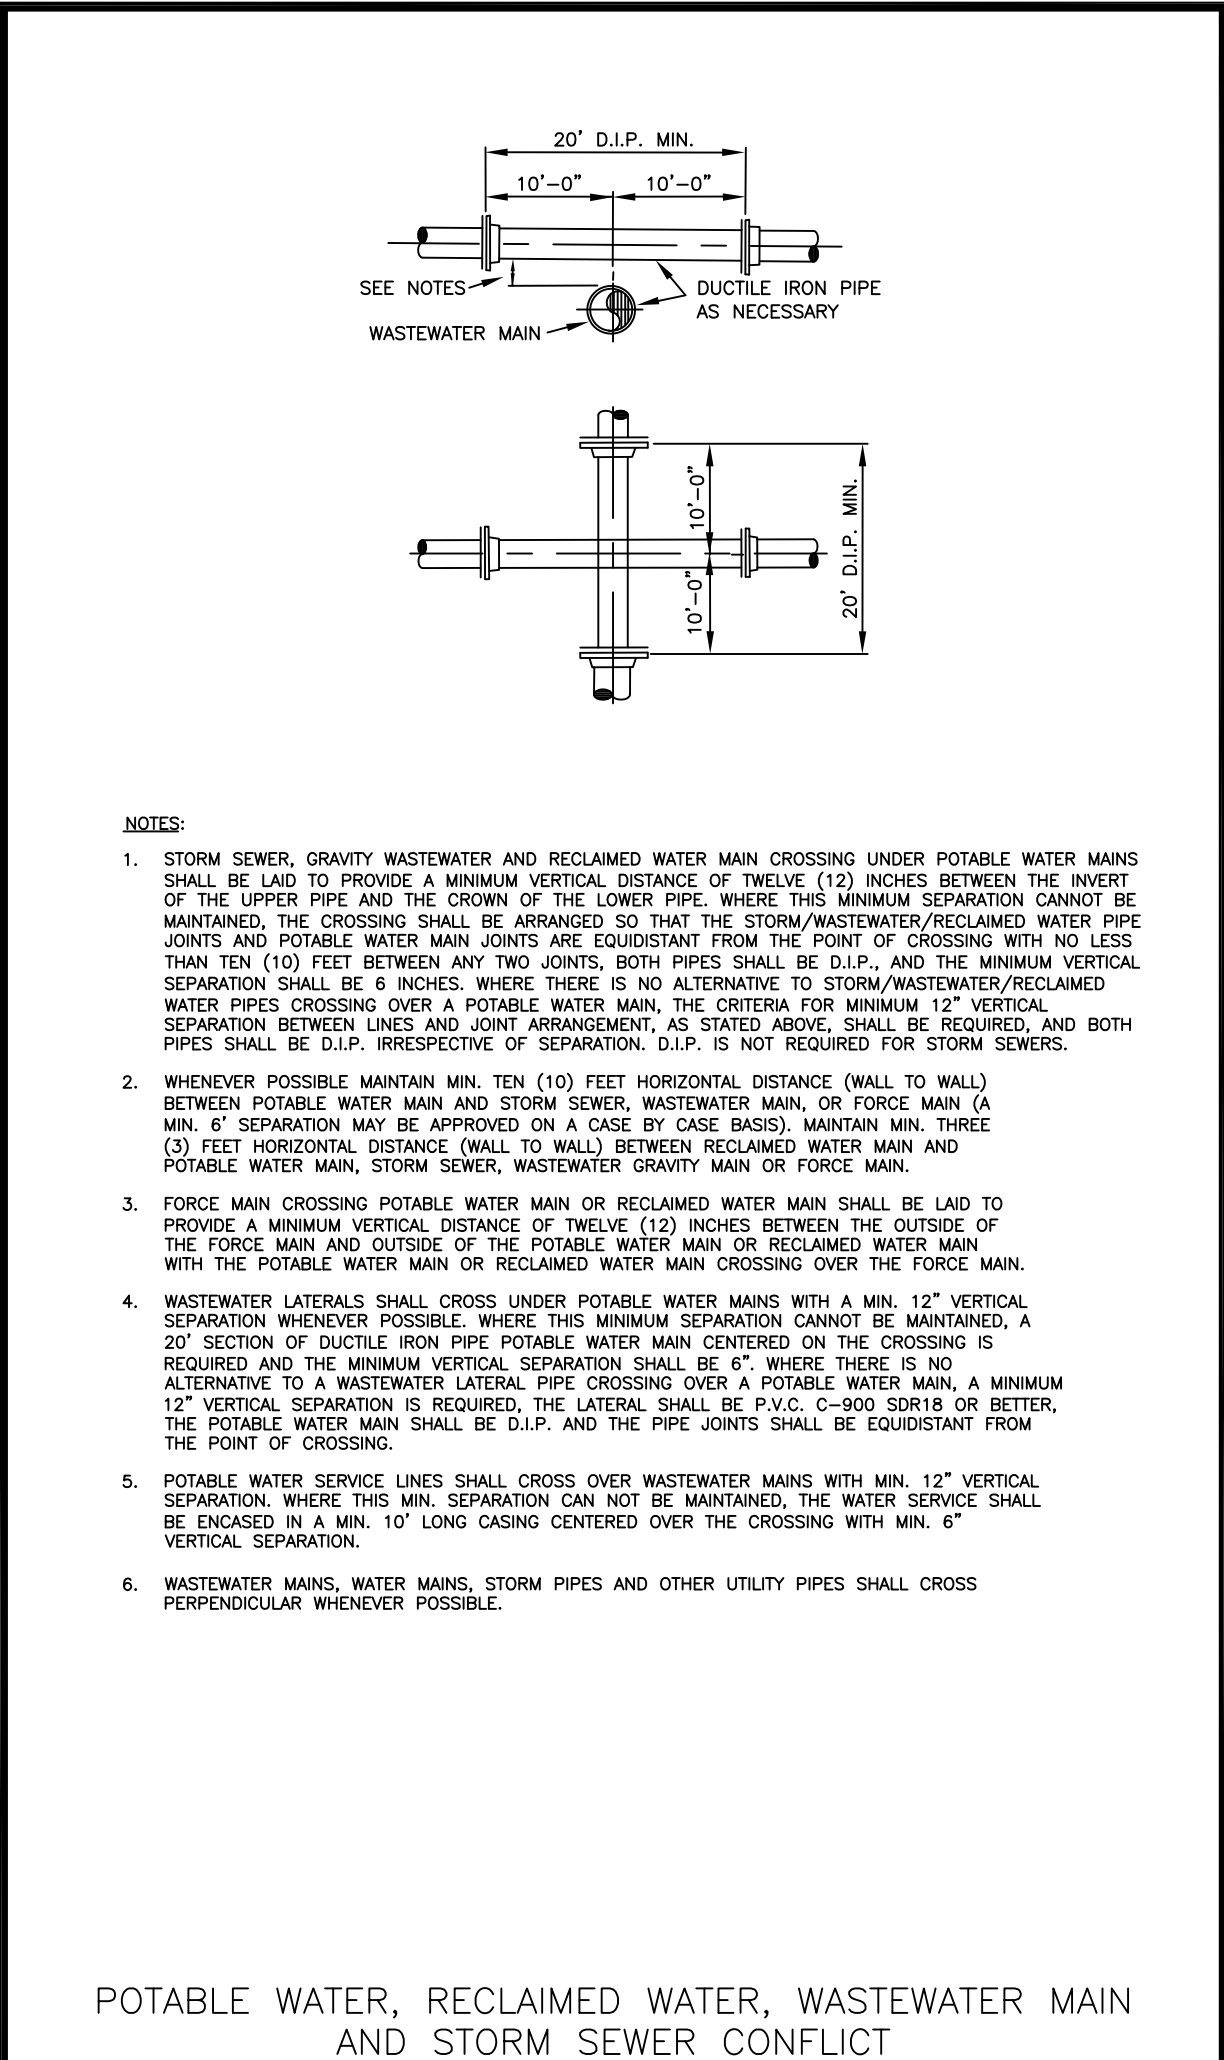 20' D.I.P. MIN.
10'-0" 10'-0"
SEE NOTES
DUCTILE IRON PIPE
AS NECESSARY
WASTEWATER MAIN
10'-0"
20' D.I.P. MIN.
10'-0"
NOTES:
1. STORM SEWER, GRAVITY WASTEWATER AND RECLAIMED WATER MAIN CROSSING UNDER POTABLE WATER MAINS
SHALL BE LAID TO PROVIDE A MINIMUM VERTICAL DISTANCE OF TWELVE (12) INCHES BETWEEN THE INVERT
OF THE UPPER PIPE AND THE CROWN OF THE LOWER PIPE. WHERE THIS MINIMUM SEPARATION CANNOT BE
MAINTAINED, THE CROSSING SHALL BE ARRANGED SO THAT THE STORM/WASTEWATER/RECLAIMED WATER PIPE
JOINTS AND POTABLE WATER MAIN JOINTS ARE EQUIDISTANT FROM THE POINT OF CROSSING WITH NO LESS
THAN TEN (10) FEET BETWEEN ANY TWO JOINTS, BOTH PIPES SHALL BE D.I.P., AND THE MINIMUM VERTICAL
SEPARATION SHALL BE 6 INCHES. WHERE THERE IS NO ALTERNATIVE TO STORM/WASTEWATER/RECLAIMED
WATER PIPES CROSSING OVER A POTABLE WATER MAIN, THE CRITERIA FOR MINIMUM 12" VERTICAL
SEPARATION BETWEEN LINES AND JOINT ARRANGEMENT, AS STATED ABOVE, SHALL BE REQUIRED, AND BOTH
PIPES SHALL BE D.I.P. IRRESPECTIVE OF SEPARATION. D.I.P. IS NOT REQUIRED FOR STORM SEWERS.
2. WHENEVER POSSIBLE MAINTAIN MIN. TEN (10) FEET HORIZONTAL DISTANCE (WALL TO WALL)
BETWEEN POTABLE WATER MAIN AND STORM SEWER, WASTEWATER MAIN, OR FORCE MAIN (A
MIN. 6' SEPARATION MAY BE APPROVED ON A CASE BY CASE BASIS). MAINTAIN MIN. THREE
(3) FEET HORIZONTAL DISTANCE (WALL TO WALL) BETWEEN RECLAIMED WATER MAIN AND
POTABLE WATER MAIN, STORM SEWER, WASTEWATER GRAVITY MAIN OR FORCE MAIN.
3. FORCE MAIN CROSSING POTABLE WATER MAIN OR RECLAIMED WATER MAIN SHALL BE LAID TO
PROVIDE A MINIMUM VERTICAL DISTANCE OF TWELVE (12) INCHES BETWEEN THE OUTSIDE OF
THE FORCE MAIN AND OUTSIDE OF THE POTABLE WATER MAIN OR RECLAIMED WATER MAIN
WITH THE POTABLE WATER MAIN OR RECLAIMED WATER MAIN CROSSING OVER THE FORCE MAIN.
4. WASTEWATER LATERALS SHALL CROSS UNDER POTABLE WATER MAINS WITH A MIN. 12" VERTICAL
SEPARATION WHENEVER POSSIBLE. WHERE THIS MINIMUM SEPARATION CANNOT BE MAINTAINED, A
20' SECTION OF DUCTILE IRON PIPE POTABLE WATER MAIN CENTERED ON THE CROSSING IS
REQUIRED AND THE MINIMUM VERTICAL SEPARATION SHALL BE 6". WHERE THERE IS NO
ALTERNATIVE TO A WASTEWATER LATERAL PIPE CROSSING OVER A POTABLE WATER MAIN, A MINIMUM
12" VERTICAL SEPARATION IS REQUIRED, THE LATERAL SHALL BE P.V.C. C-900 SDR18 OR BETTER,
THE POTABLE WATER MAIN SHALL BE D.I.P. AND THE PIPE JOINTS SHALL BE EQUIDISTANT FROM
THE POINT OF CROSSING.
5. POTABLE WATER SERVICE LINES SHALL CROSS OVER WASTEWATER MAINS WITH MIN. 12" VERTICAL
SEPARATION. WHERE THIS MIN. SEPARATION CAN NOT BE MAINTAINED, THE WATER SERVICE SHALL
BE ENCASED IN A MIN. 10' LONG CASING CENTERED OVER THE CROSSING WITH MIN. 6"
VERTICAL SEPARATION.
6. WASTEWATER MAINS, WATER MAINS, STORM PIPES AND OTHER UTILITY PIPES SHALL CROSS
PERPENDICULAR WHENEVER POSSIBLE.
POTABLE WATER, RECLAIMED WATER, WASTEWATER MAIN
AND STORM SEWER CONFLICT